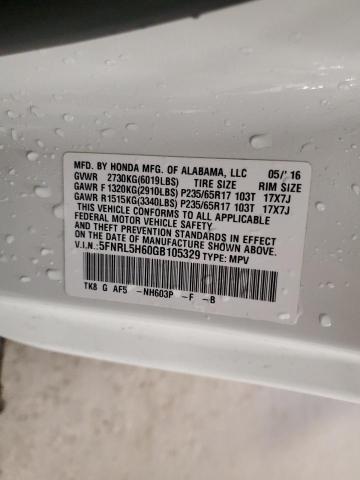 MFD. BY HONDA MFG. OF ALABAMA, LLC 05/16
GVWR 2730KG(6019LBS) TIRE SIZE RIM SIZE
GAWR F 1320KG(2910LBS) P235/65R17 103T 17X7J
GAWR R1515KG(3340LBS) P235/65R17 103T 17X7J
THIS VEHICLE CONFORMS TO ALL APPLICABLE
FEDERAL MOTOR VEHICLE SAFETY AND
THEFT PREVENTION STANDARDS IN EFFECT ON
THE DATE OF MANUFACTURE SHOWN ABOVE.
V.I.N.:5FNRL5H60GB105329 TYPE: MPV
TK8 G AF5 -NH603P -F -B